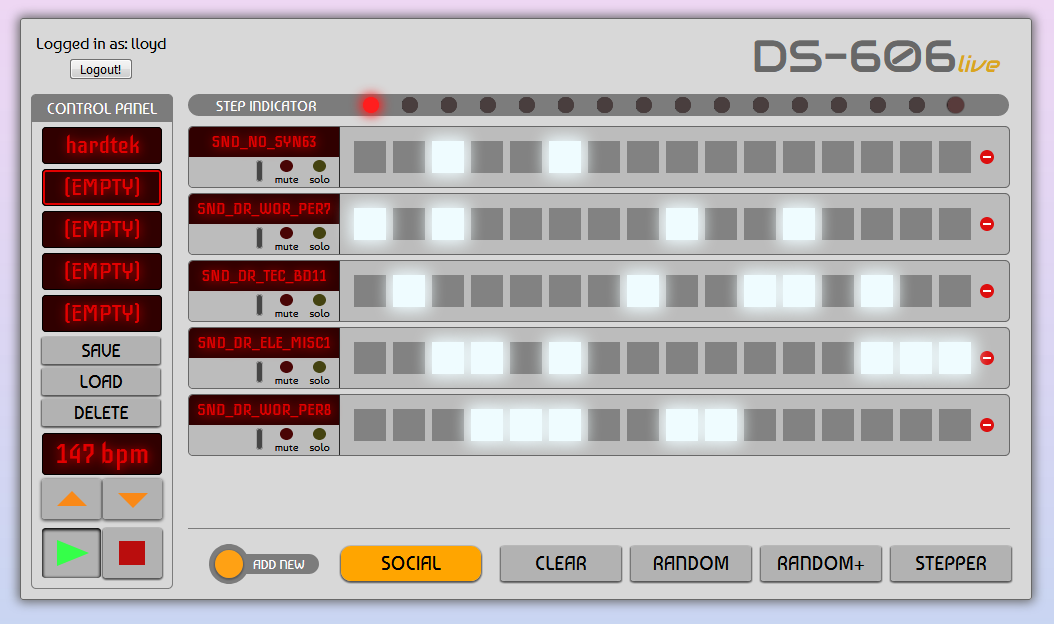 Logged in as: lloyd
Logout!
DS-606 live
CONTROL PANEL
STEP INDICATOR
hardtek
(EMPTY)
(EMPTY)
(EMPTY)
(EMPTY)
SAVE
LOAD
DELETE
147 bpm
SND_NO_SYN63
mute solo
SND_DR_WOR_PER7
mute solo
SND_DR_TEC_BD11
mute solo
SND_DR_ELE_MISC1
mute solo
SND_DR_WOR_PER8
mute solo
ADD NEW
SOCIAL
CLEAR
RANDOM
RANDOM+
STEPPER